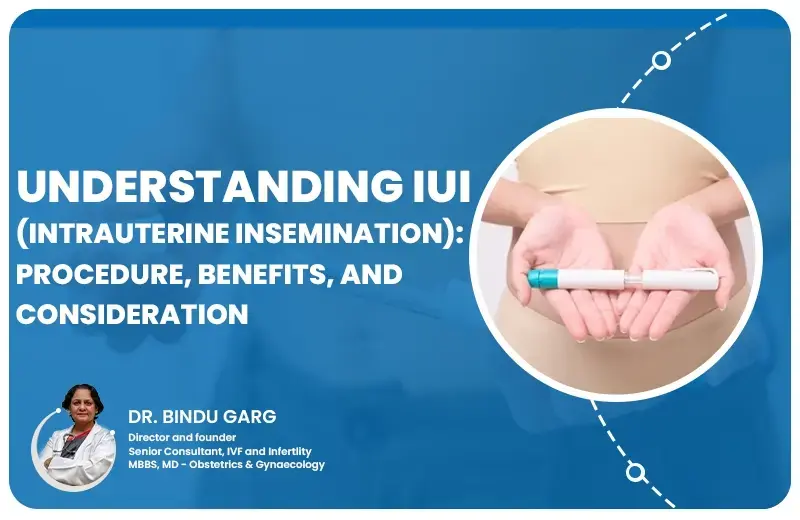 UNDERSTANDING IUI
(INTRAUTERINE INSEMINATION):
PROCEDURE, BENEFITS, AND
CONSIDERATION
DR. BINDU GARG
Director and founder
Senior Consultant, IVF and Infertlity
MBBS, MD - Obstetrics & Gynaecology